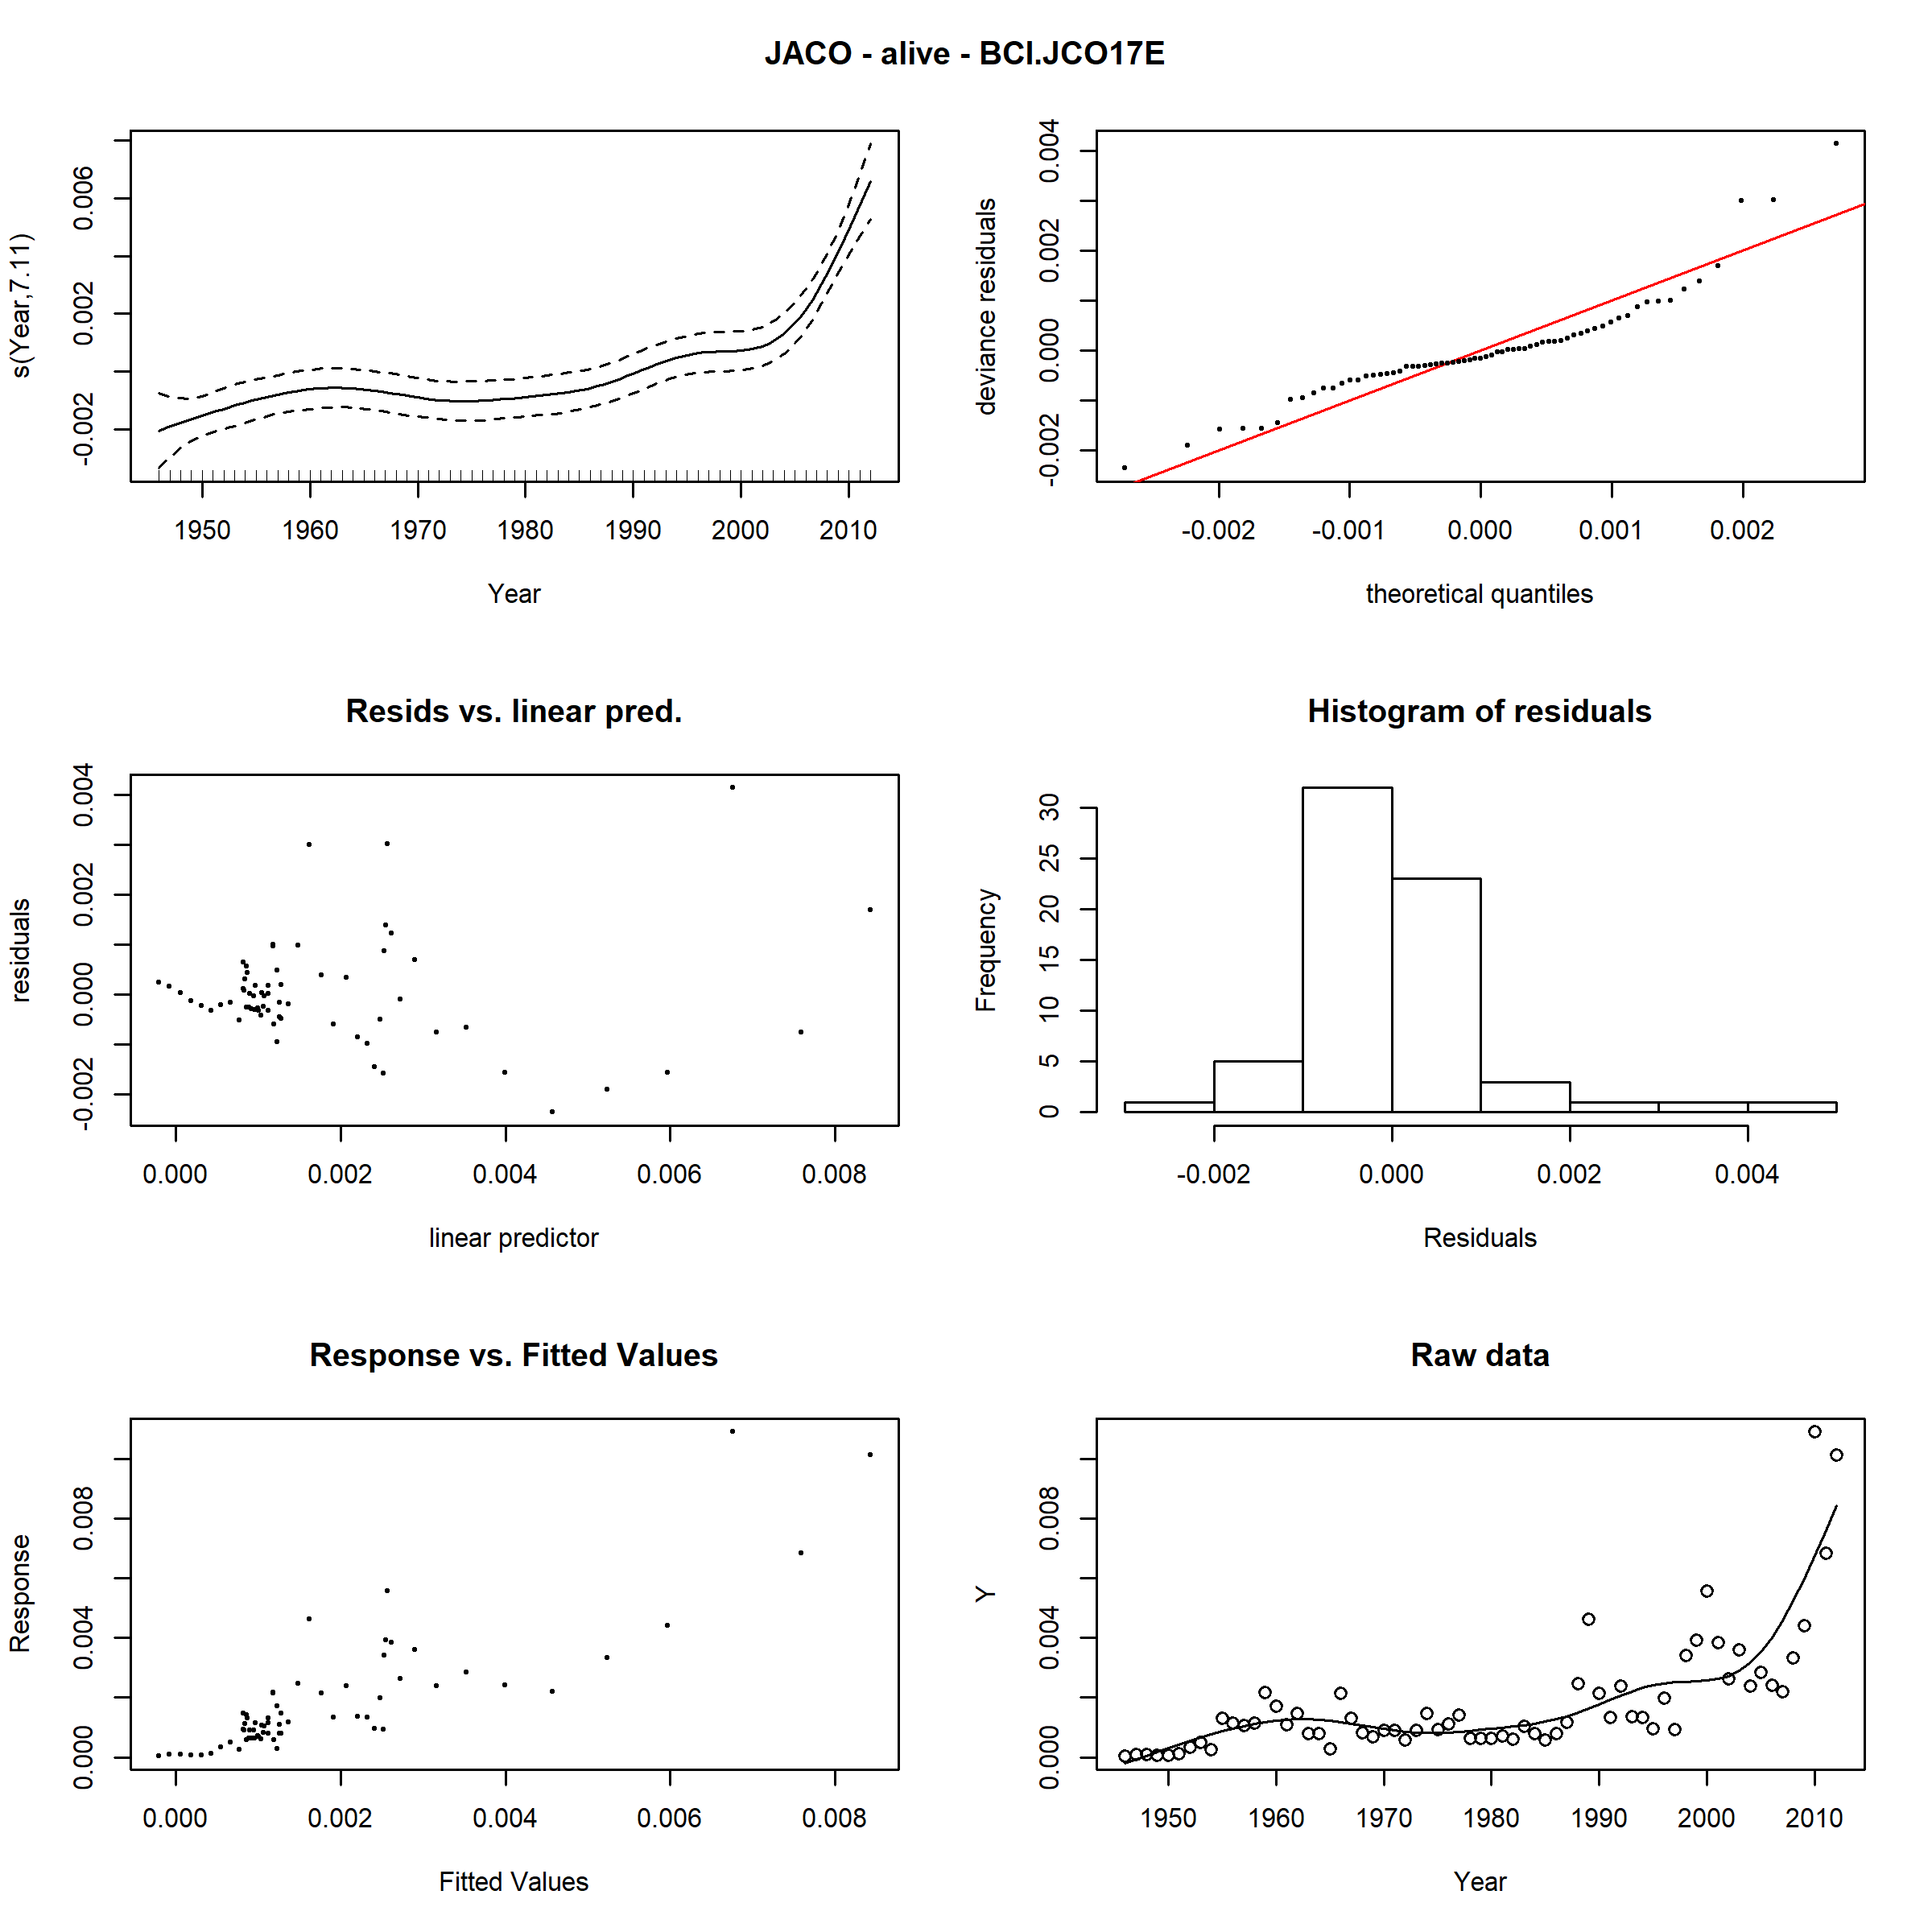 JACO - alive - BCI.JCO17E
s(Year,7.11)
-0.002 0.002 0.006
1950 1960 1970 1980 1990 2000 2010
Year
deviance residuals
-0.002 0.000 0.002 0.004
-0.002 -0.001 0.000 0.001 0.002
theoretical quantiles
Resids vs. linear pred.
residuals
-0.002 0.000 0.002 0.004
0.000 0.002 0.004 0.006 0.008
linear predictor
Histogram of residuals
Frequency
0 5 10 15 20 25 30
-0.002 0.000 0.002 0.004
Residuals
Response vs. Fitted Values
Response
0.000 0.004 0.008
0.000 0.002 0.004 0.006 0.008
Fitted Values
Raw data
Y
0.000 0.004 0.008
1950 1960 1970 1980 1990 2000 2010
Year